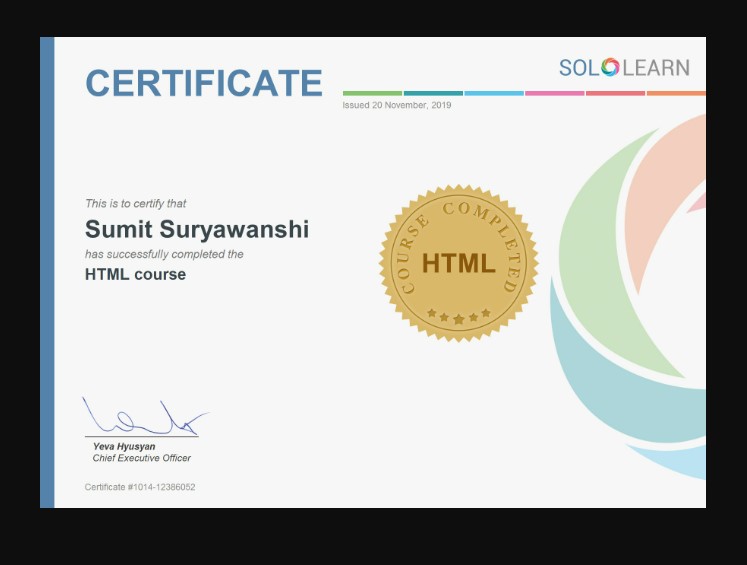 CERTIFICATE
SOLOLEARN
Issued 20 November, 2019
This is to certify that
Sumit Suryawanshi
has successfully completed the
HTML course
COURSE COMPLETED
HTML
Yeva Hyusyan
Chief Executive Officer
Certificate #1014-12386052